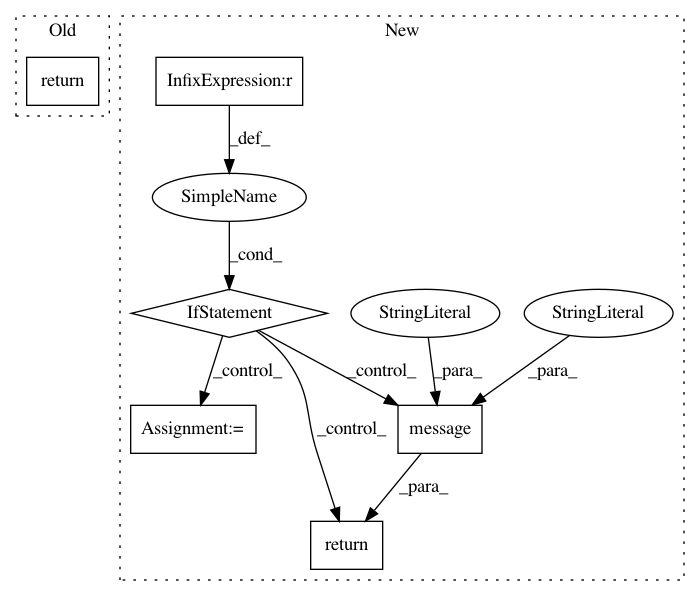 Old
New
return
InfixExpression:r
_def_
SimpleName
_cond_
IfStatement
StringLiteral
StringLiteral
_control_
_control_
_para_
_para_
Assignment:=
_control_
message
_para_
return